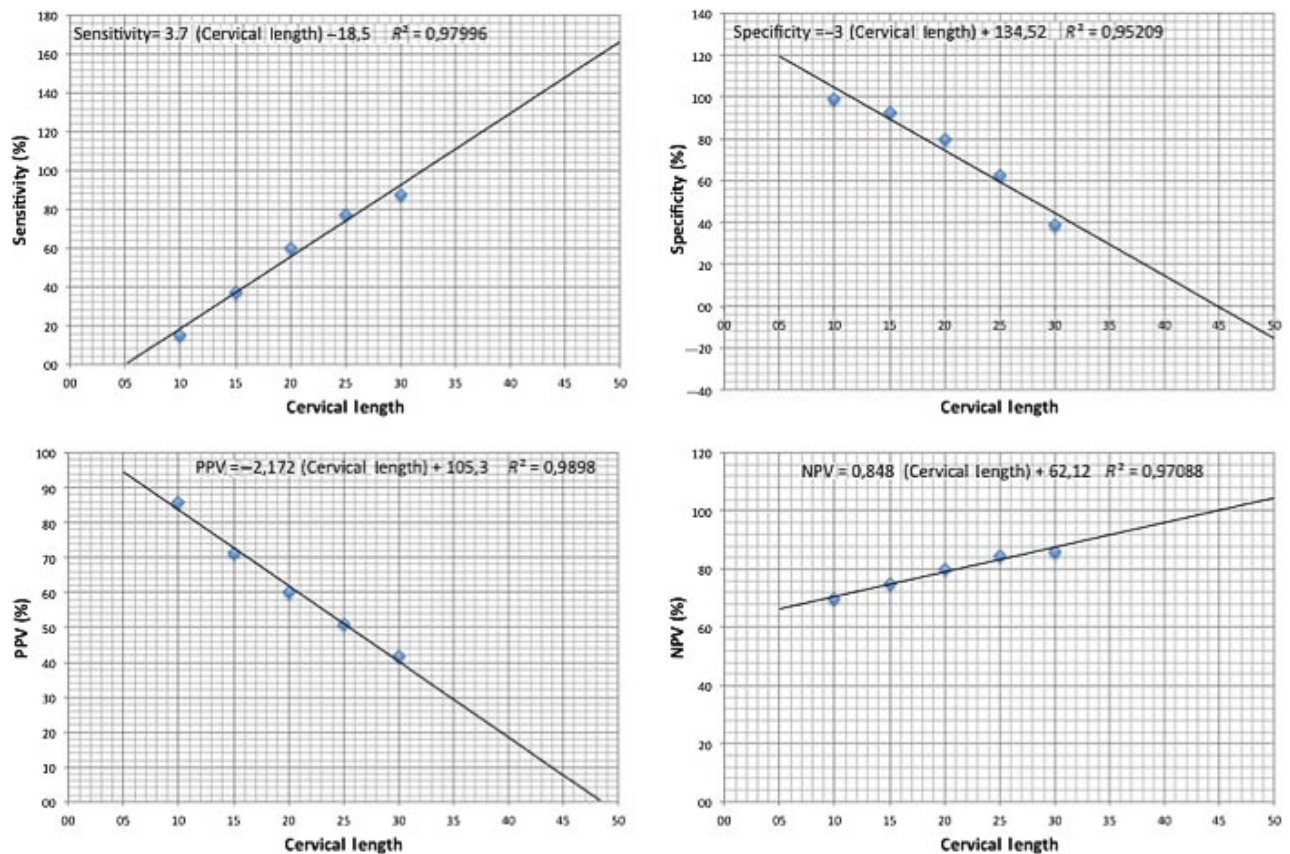 Sensitivity= 3.7 (Cervical length) –18,5 R² = 0,97996
180
160
140
120
100
80
60
40
20
00
Sensitivity (%)
00 05 10 15 20 25 30 35 40 45 50
Cervical length
Specificity =–3 (Cervical length) + 134,52 R² = 0,95209
140
120
100
80
60
40
20
00
–20
–40
Specificity (%)
00 05 10 15 20 25 30 35 40 45 50
Cervical length
PPV =–2,172 (Cervical length) + 105,3 R² = 0,9898
100
90
80
70
60
50
40
30
20
10
00
PPV (%)
00 05 10 15 20 25 30 35 40 45 50
Cervical length
NPV = 0,848 (Cervical length) + 62,12 R² = 0,97088
120
100
80
60
40
20
00
NPV (%)
00 05 10 15 20 25 30 35 40 45 50
Cervical length